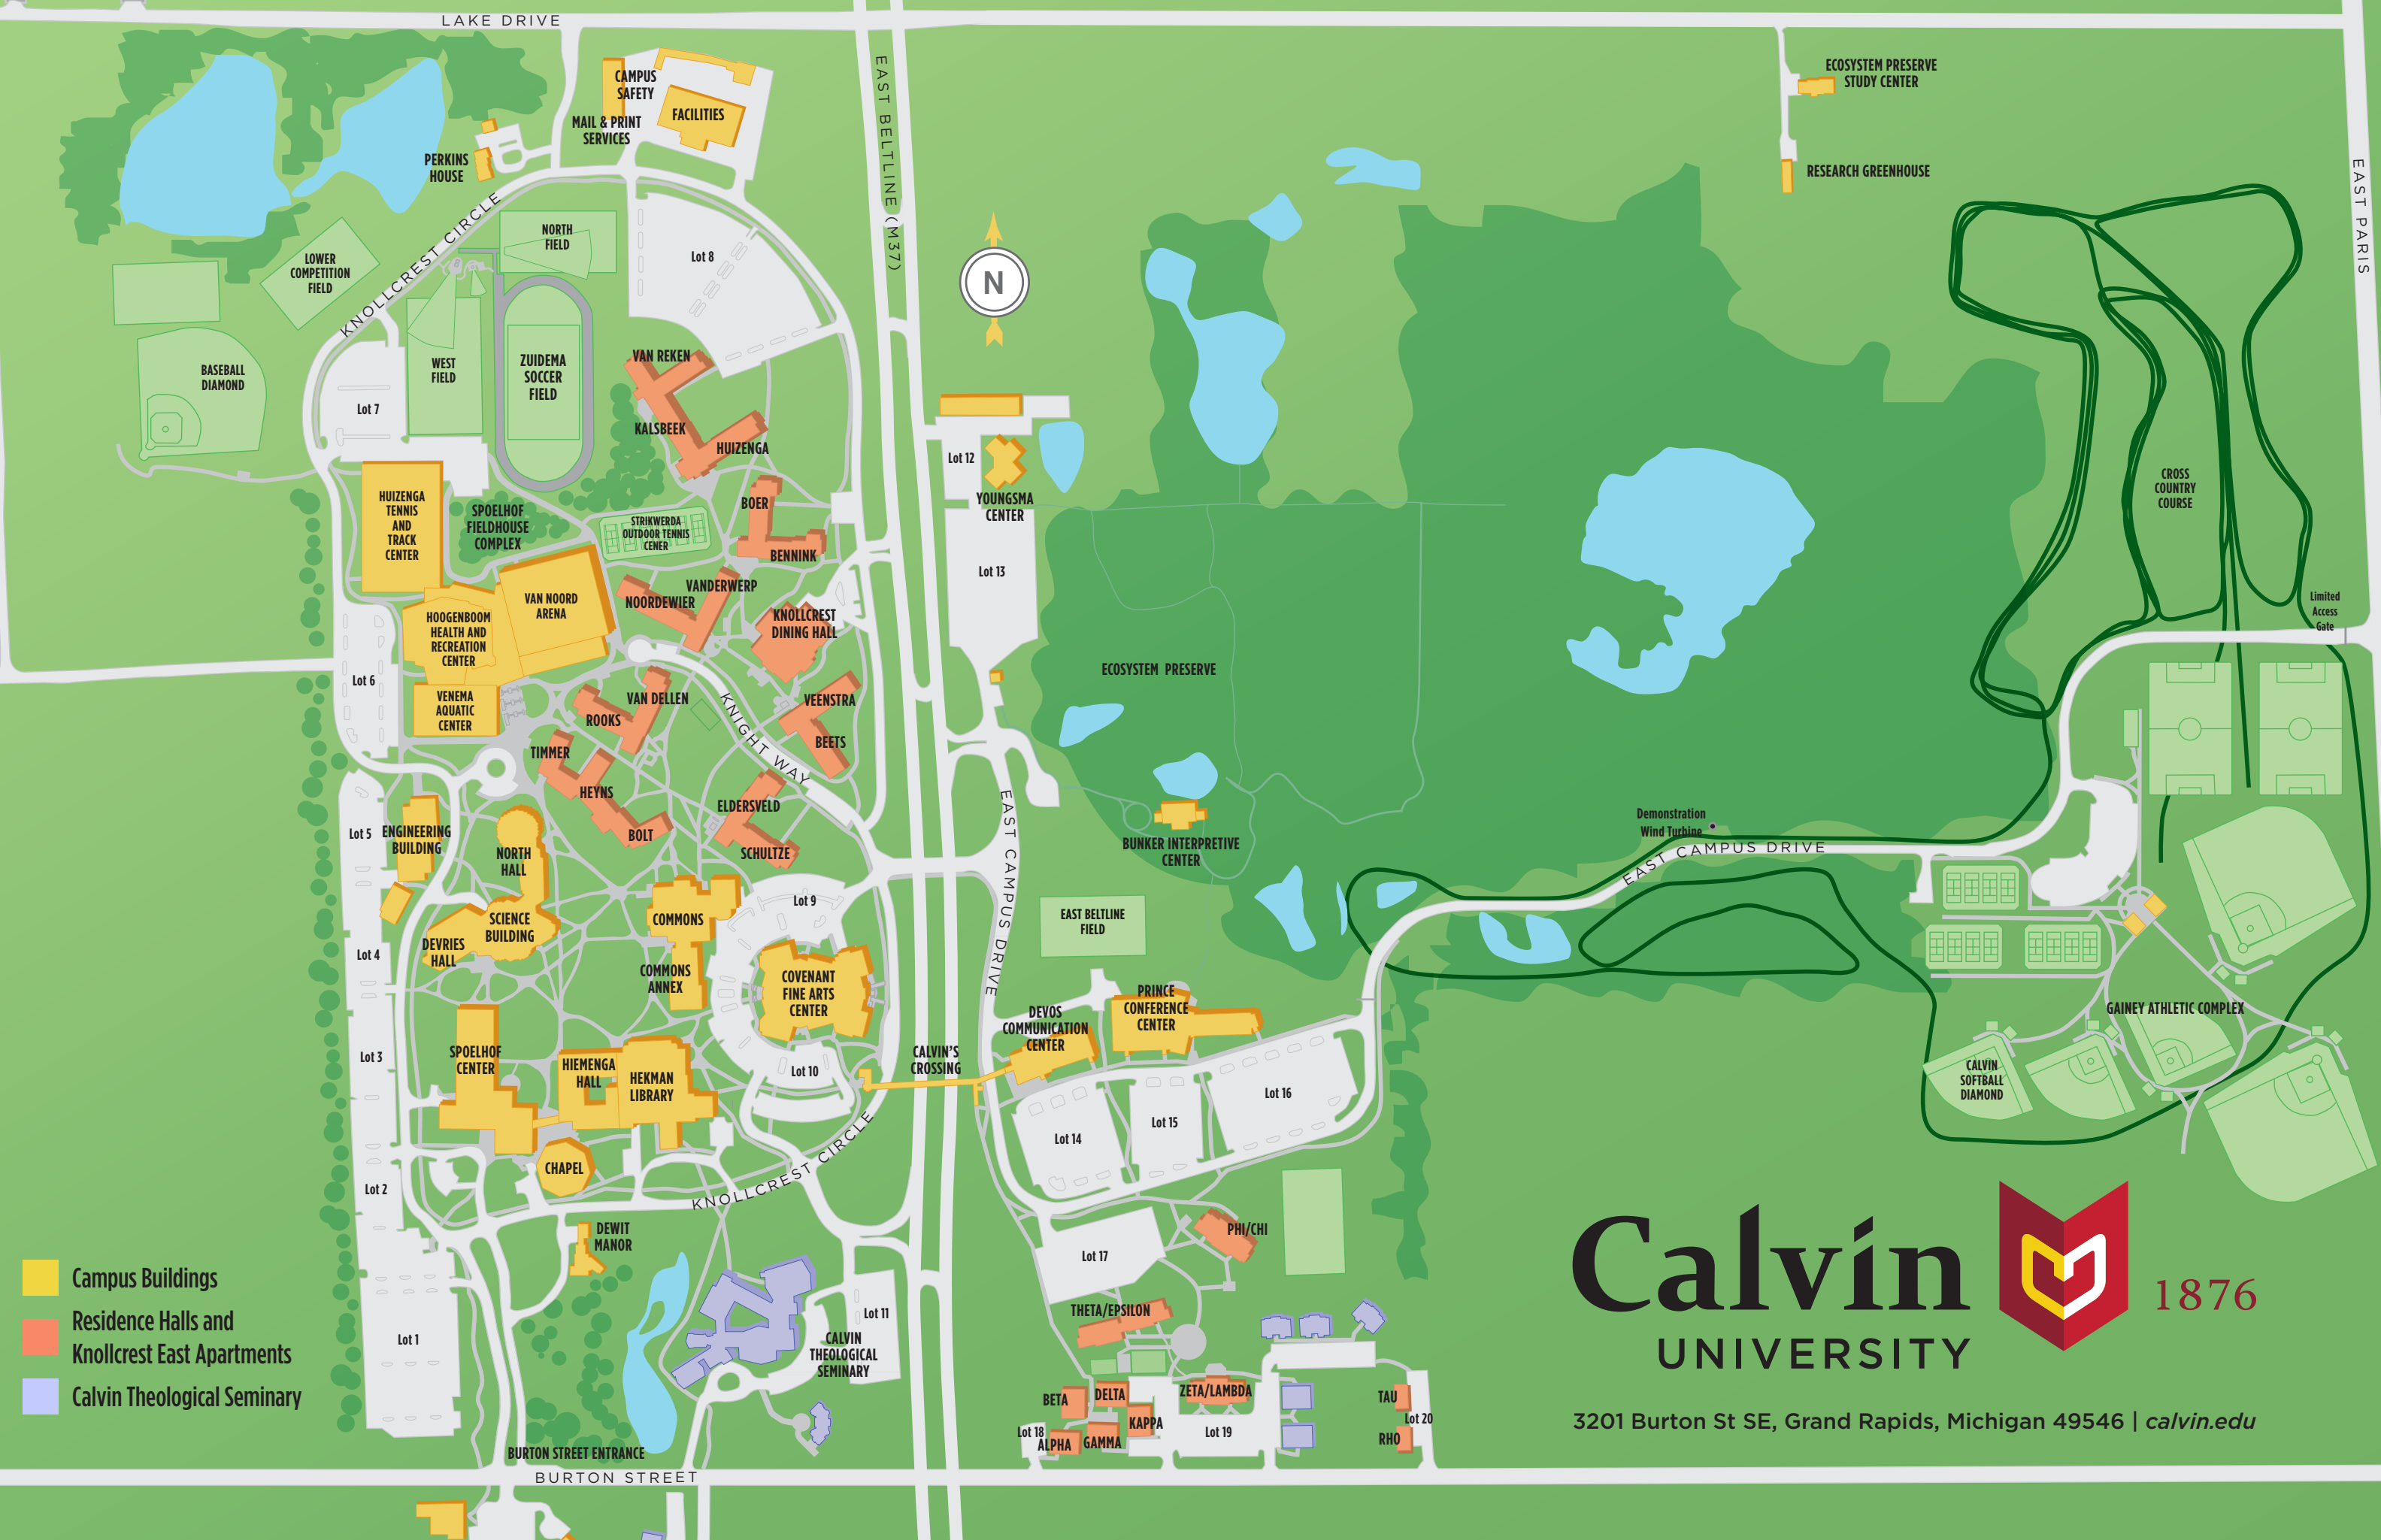 LAKE DRIVE
EAST BELTLINE (M37)
EAST PARIS
CAMPUS
SAFETY
FACILITIES
MAIL & PRINT
SERVICES
PERKINS
HOUSE
ECOSYSTEM PRESERVE
STUDY CENTER
RESEARCH GREENHOUSE
KNOLLCREST CIRCLE
NORTH
FIELD
LOWER
COMPETITION
FIELD
Lot 8
N
BASEBALL
DIAMOND
WEST
FIELD
ZUIDEMA
SOCCER
FIELD
Lot 7
VAN REKEN
KALSBEEK
HUIZENGA
Lot 12
YOUNGSMA
CENTER
CROSS
COUNTRY
COURSE
HUIZENGA
TENNIS
AND
TRACK
CENTER
SPOELHOF
FIELDHOUSE
COMPLEX
STRIKWERDA
OUTDOOR TENNIS
CENER
BOER
BENNINK
Lot 13
VAN NOORD
ARENA
NOORDEWIER
VANDERWERP
KNOLLCREST
DINING HALL
HOOGENBOOM
HEALTH AND
RECREATION
CENTER
Limited
Access
Gate
ECOSYSTEM PRESERVE
Lot 6
VENEMA
AQUATIC
CENTER
ROOKS
VAN DELLEN
KNIGHT WAY
VEENSTRA
BEETS
TIMMER
HEYNS
BOLT
ELDERSVELD
SCHULTZE
EAST CAMPUS DRIVE
BUNKER INTERPRETIVE
CENTER
Demonstration
Wind Turbine
EAST CAMPUS DRIVE
Lot 5
ENGINEERING
BUILDING
NORTH
HALL
SCIENCE
BUILDING
DEVRIES
HALL
COMMONS
Lot 9
EAST BELTLINE
FIELD
Lot 4
COMMONS
ANNEX
COVENANT
FINE ARTS
CENTER
PRINCE
CONFERENCE
CENTER
DEVOS
COMMUNICATION
CENTER
GAINEY ATHLETIC COMPLEX
Lot 3
SPOELHOF
CENTER
HIEMENGA
HALL
HEKMAN
LIBRARY
Lot 10
CALVIN'S
CROSSING
CALVIN
SOFTBALL
DIAMOND
Lot 14
Lot 15
Lot 16
CHAPEL
KNOLLCREST CIRCLE
Lot 2
DEWIT
MANOR
Lot 17
PHI/CHI
Calvin
UNIVERSITY
1876
Campus Buildings
Residence Halls and
Knollcrest East Apartments
Calvin Theological Seminary
Lot 1
Lot 11
CALVIN
THEOLOGICAL
SEMINARY
THETA/EPSILON
BETA
DELTA
ZETA/LAMBDA
KAPPA
TAU
Lot 20
RHO
Lot 18
ALPHA
GAMMA
Lot 19
3201 Burton St SE, Grand Rapids, Michigan 49546 | calvin.edu
BURTON STREET ENTRANCE
BURTON STREET